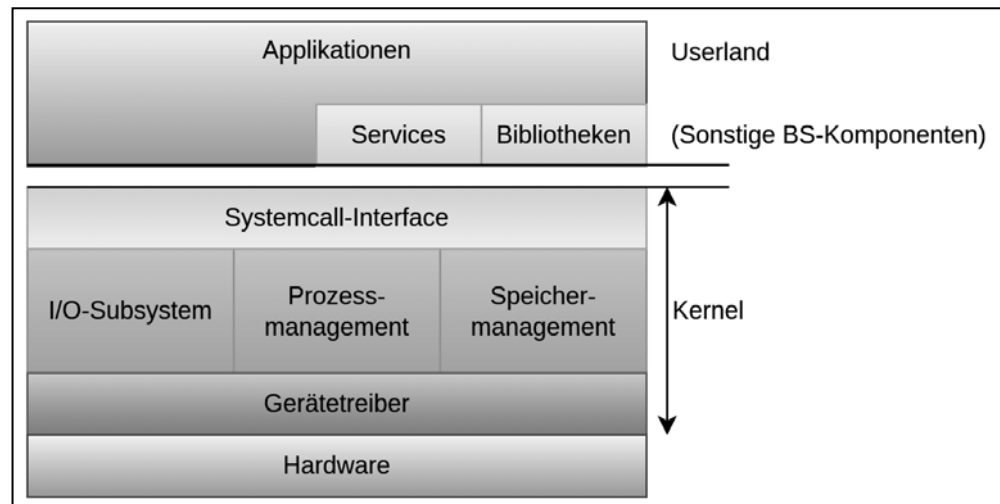 Applikationen
Userland
Services
Bibliotheken
(Sonstige BS-Komponenten)
Systemcall-Interface
I/O-Subsystem
Prozess-
management
Speicher-
management
Kernel
Gerätetreiber
Hardware